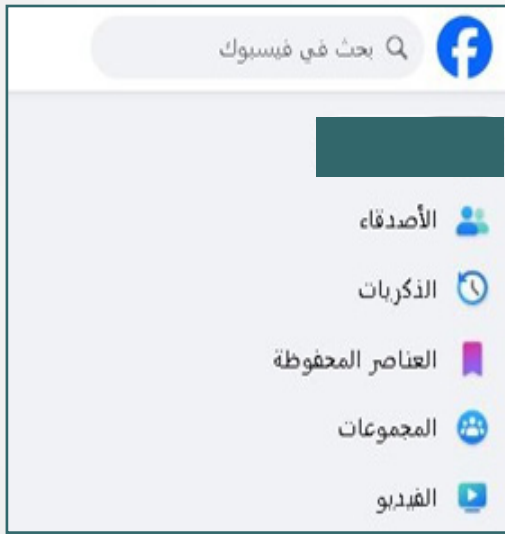 بحث في فيسبوك
الأصدقاء
الذكريات
العناصر المحفوظة
المجموعات
الفيديو